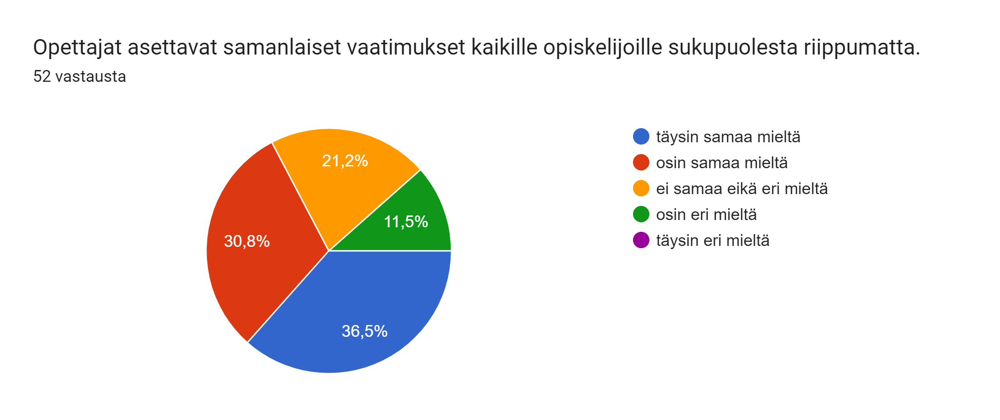 Opettajat asettavat samanlaiset vaatimukset kaikille opiskelijoille sukupuolesta riippumatta.
52 vastausta
21,2%
11,5%
30,8%
36,5%
täysin samaa mieltä
osin samaa mieltä
ei samaa eikä eri mieltä
osin eri mieltä
täysin eri mieltä